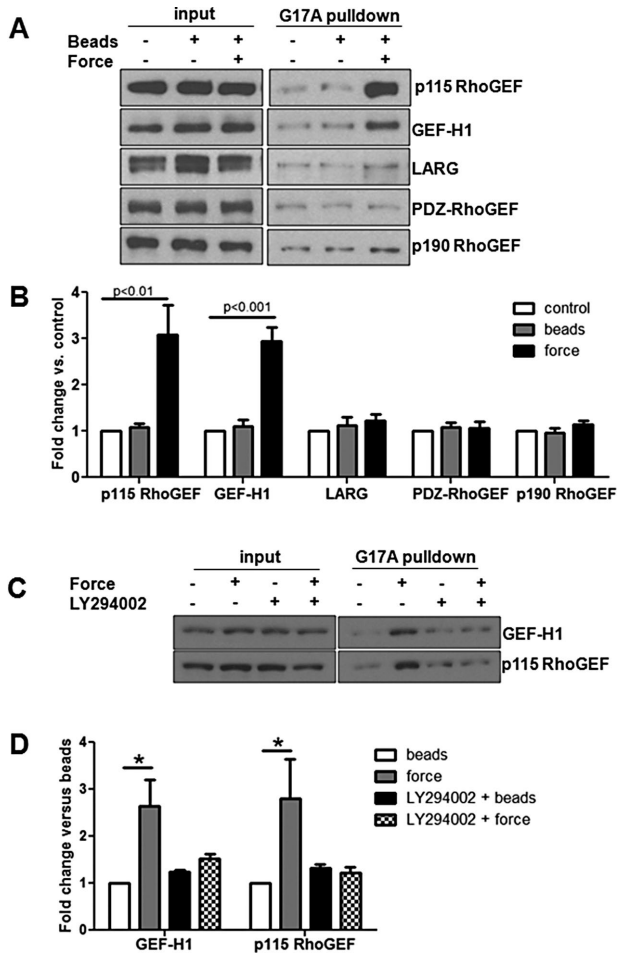 A
input
G17A pulldown
Beads - + + - + +
Force - - + - - +
p115 RhoGEF
GEF-H1
LARG
PDZ-RhoGEF
p190 RhoGEF
B
Fold change vs. control
4
3
2
1
0
p<0.01
p<0.001
control
beads
force
p115 RhoGEF GEF-H1 LARG PDZ-RhoGEF p190 RhoGEF
C
input
G17A pulldown
Force - + - + - + - +
LY294002 - - + + - - + +
GEF-H1
p115 RhoGEF
D
Fold change versus beads
4
3
2
1
0
*
*
beads
force
LY294002 + beads
LY294002 + force
GEF-H1 p115 RhoGEF